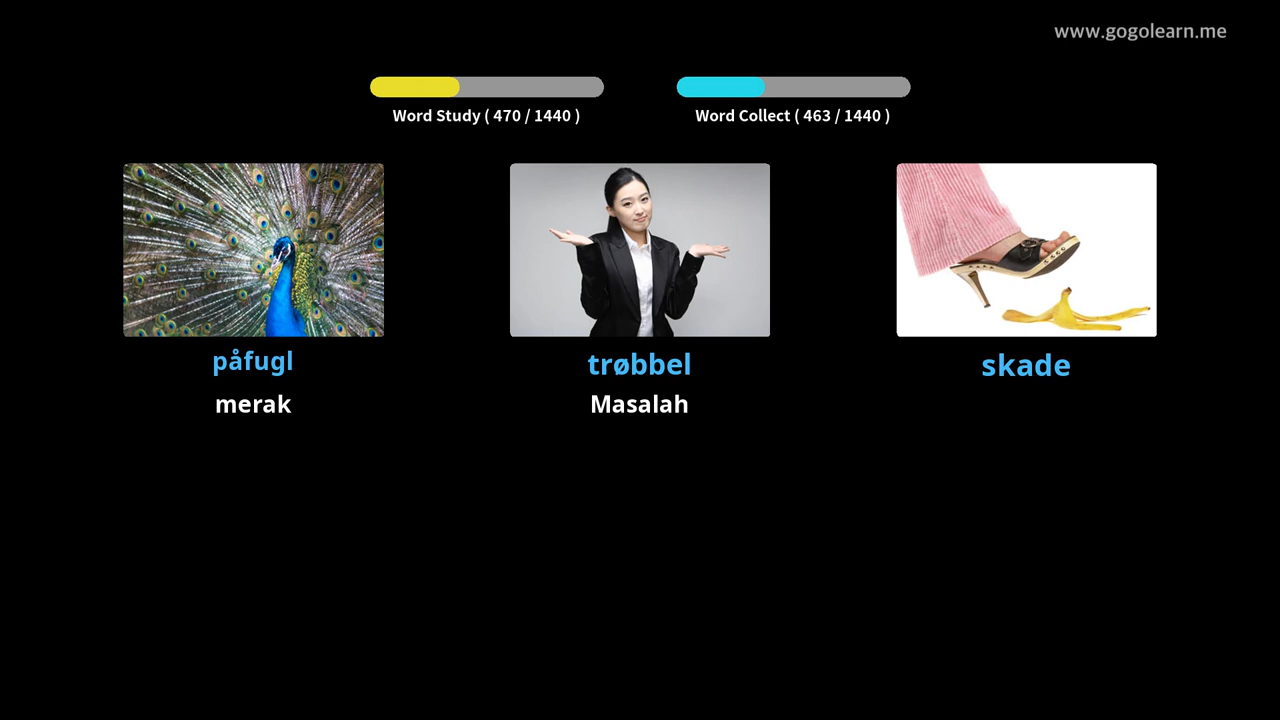 www.gogolearn.me
Word Study ( 470 / 1440 )
Word Collect ( 463 / 1440 )
påfugl
trøbbel
skade
merak
Masalah